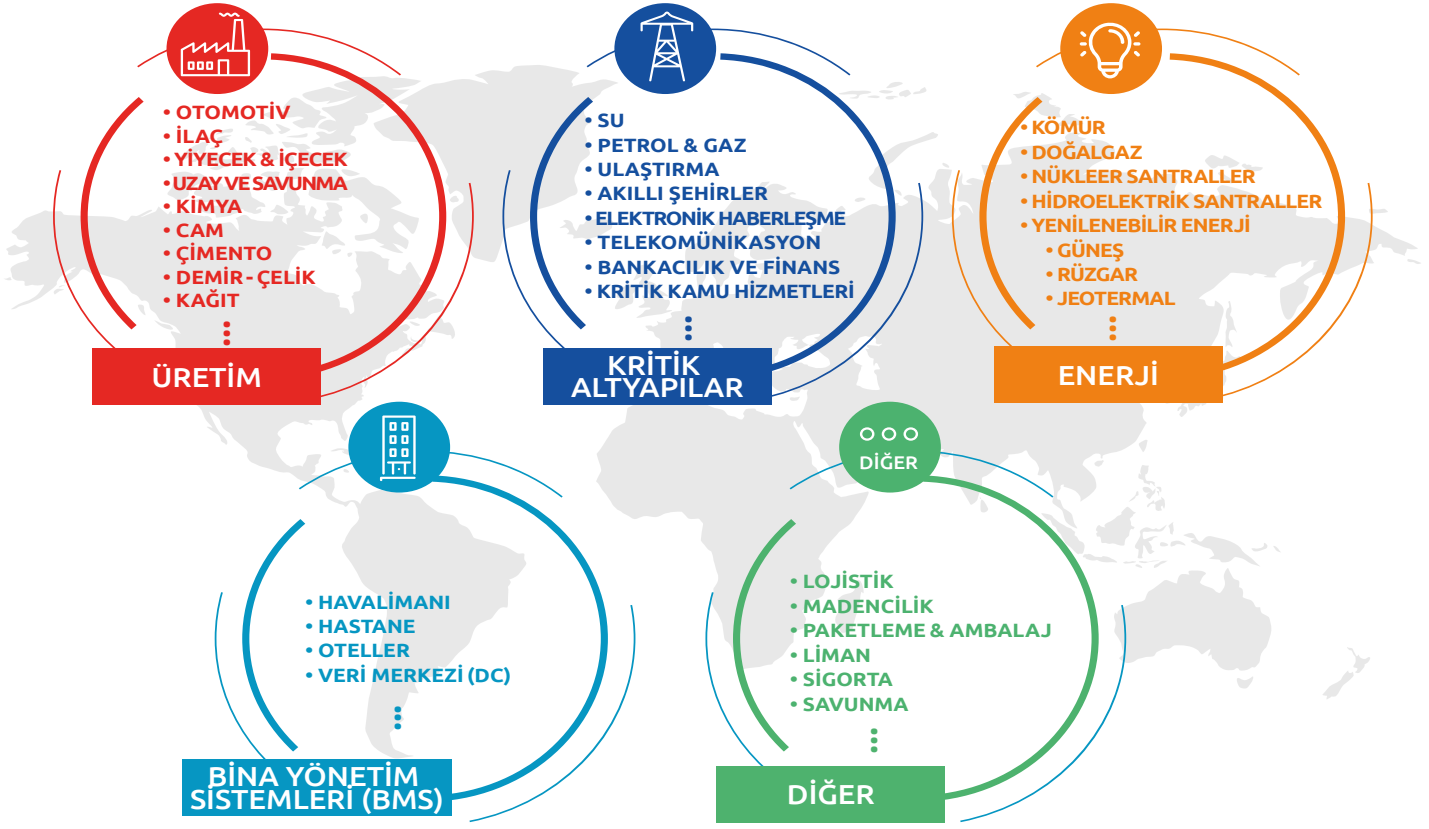 • OTOMOTİV
• İLAÇ
• YİYECEK & İÇECEK
• UZAY VE SAVUNMA
• KİMYA
• CAM
• ÇİMENTO
• DEMİR - ÇELİK
• KAĞIT
ÜRETİM
• SU
• PETROL & GAZ
• ULAŞTIRMA
• AKILLI ŞEHİRLER
• ELEKTRONİK HABERLEŞME
• TELEKOMÜNİKASYON
• BANKACILIK VE FİNANS
• KRİTİK KAMU HİZMETLERİ
KRİTİK
ALTYAPILAR
• KÖMÜR
• DOĞALGAZ
• NÜKLEER SANTRALLER
• HİDROELEKTRİK SANTRALLER
• YENİLENEBİLİR ENERJİ
• GÜNEŞ
• RÜZGAR
• JEOTERMAL
ENERJİ
• HAVALİMANI
• HASTANE
• OTELLER
• VERİ MERKEZİ (DC)
BİNA YÖNETİM
SİSTEMLERİ (BMS)
DİĞER
• LOJİSTİK
• MADENCİLİK
• PAKETLEME & AMBALAJ
• LİMAN
• SİGORTA
• SAVUNMA
DİĞER